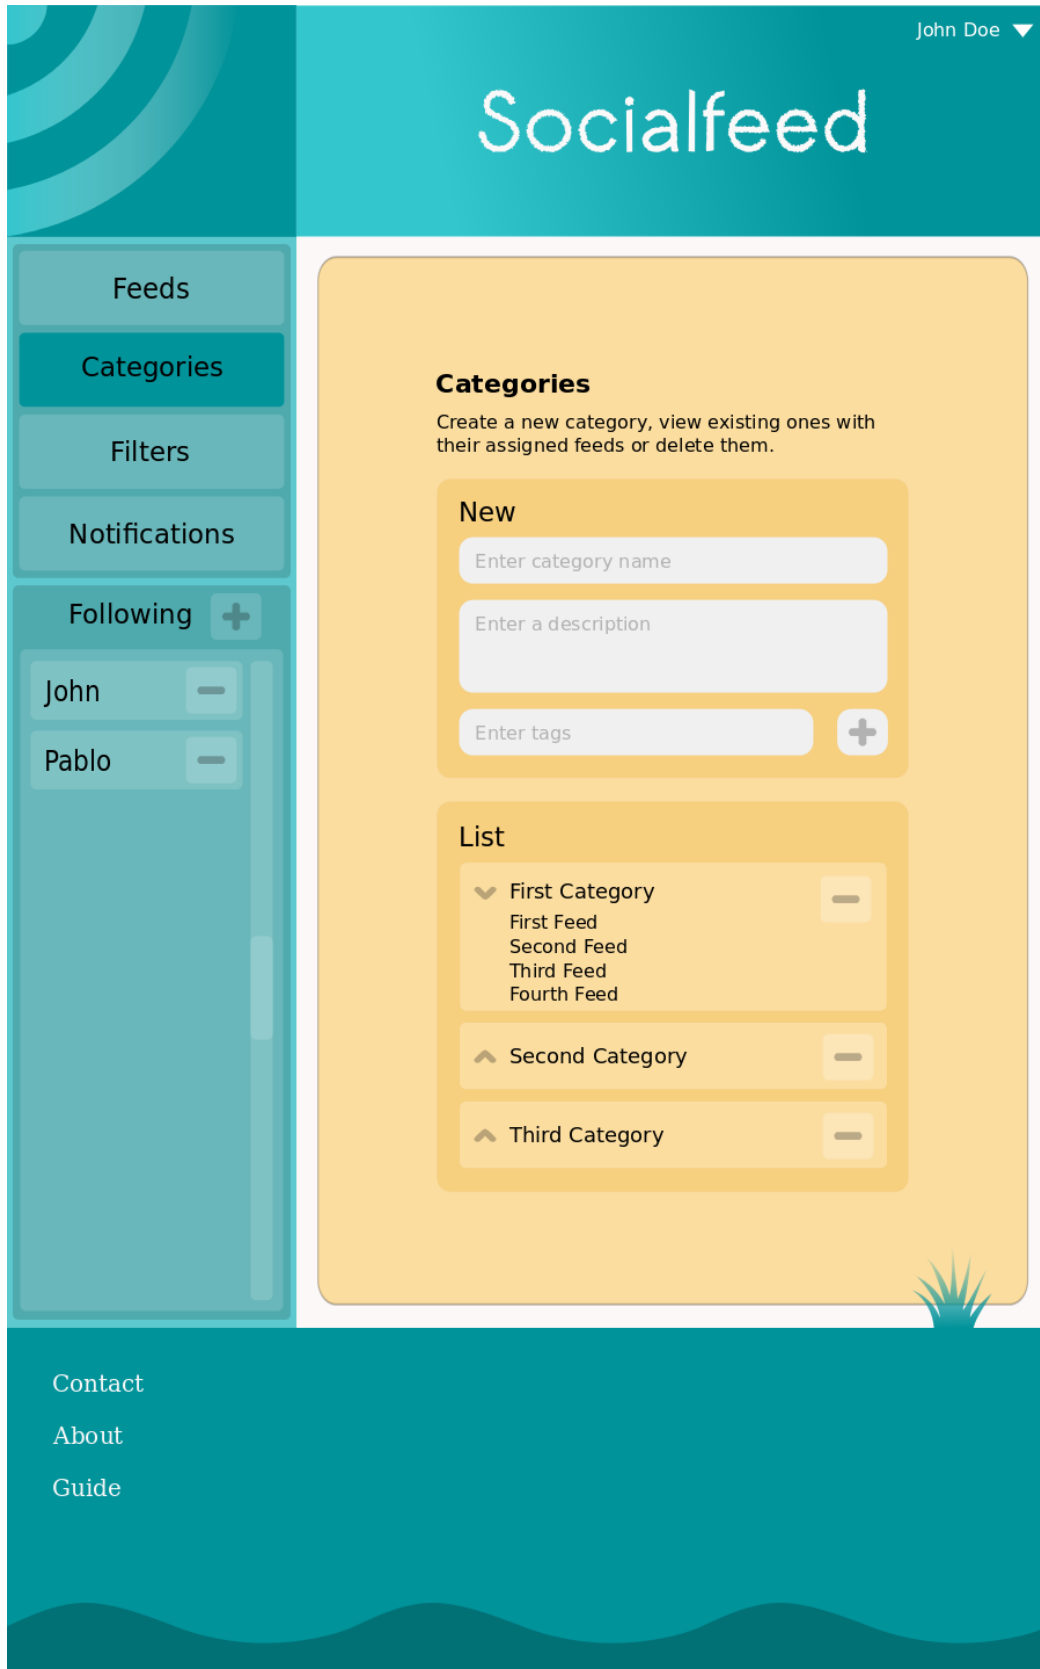 John Doe
Socialfeed
Feeds
Categories
Filters
Notifications
Following
John
Pablo
Categories
Create a new category, view existing ones with
their assigned feeds or delete them.
New
Enter category name
Enter a description
Enter tags
List
First Category
First Feed
Second Feed
Third Feed
Fourth Feed
Second Category
Third Category
Contact
About
Guide